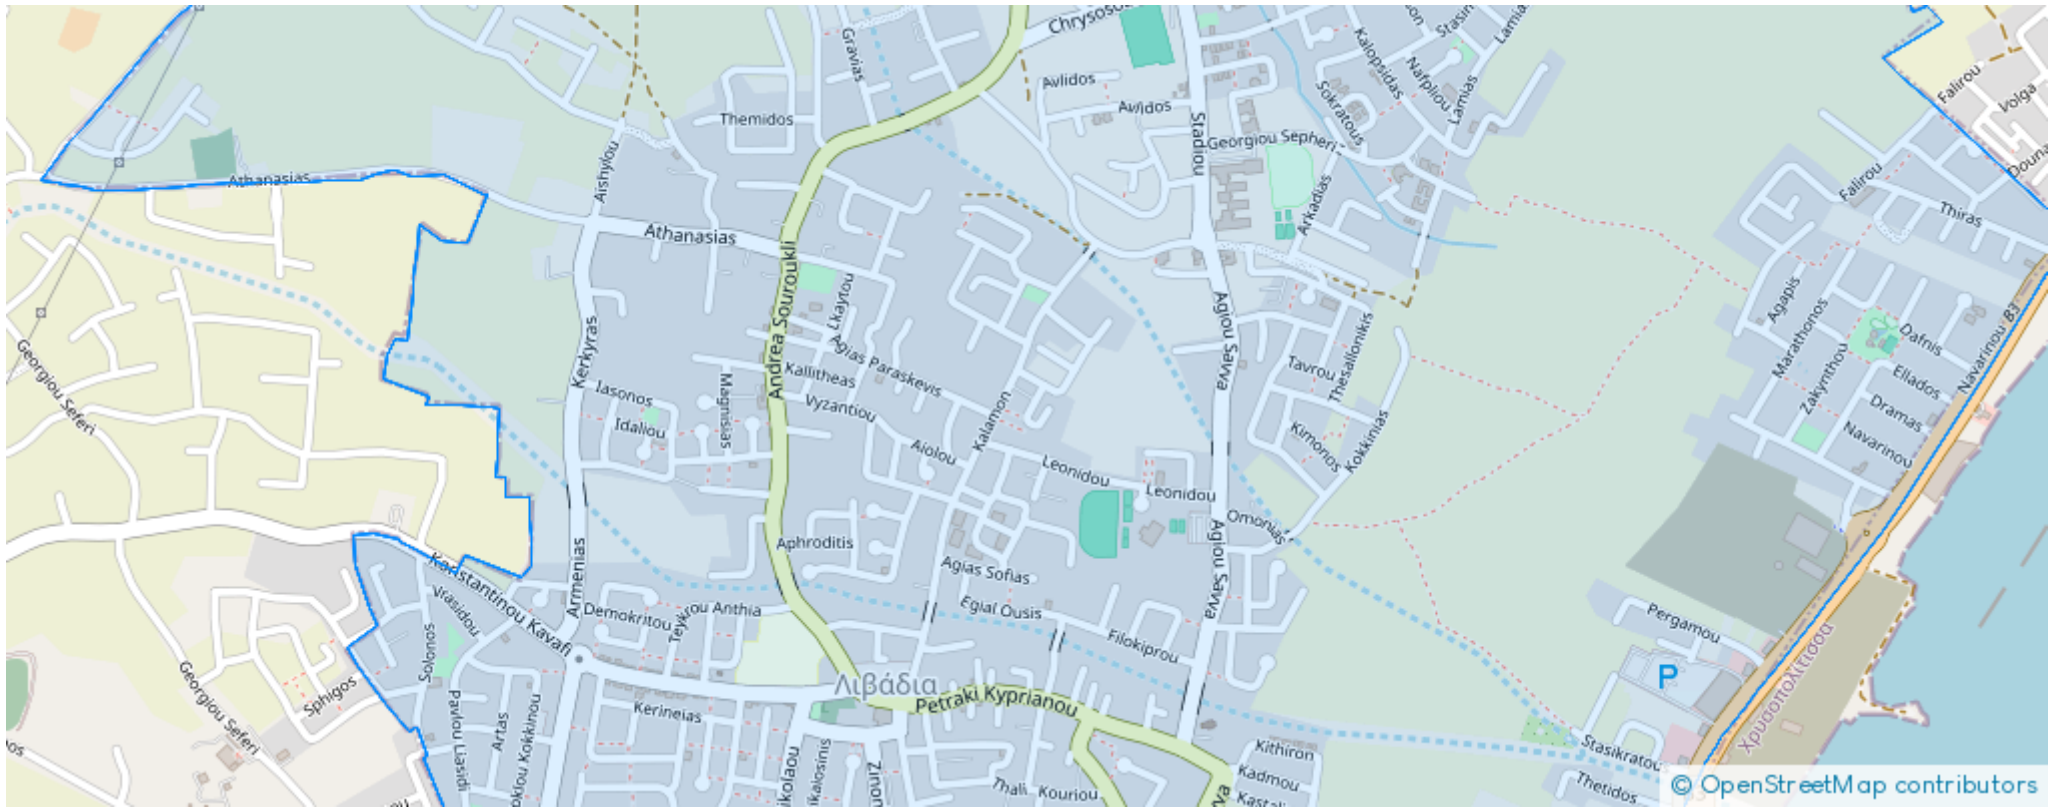 Chrysoso
Stasin
Lamia
Gravias
Kalopsidas
Nafpliou
Lamias
Falirou
Volga
Avlidos
Avlidos
Sokratous
Themidos
Stadiou
Georgiou Sepheri
Douna
Aishylou
Athanasias
Arkadias
Falirou
Thiras
Athanasias
Andrea Souroukli
Lkaytou
Agapis
Marathonos
Navarinou B3
Dafnis
Kerkyras
Agiou Savva
Thesallonikis
Georgiou Seferi
Agias Paraskevis
Kallitheas
Tavrou
Zakynthou
Ellados
Iasonos
Magnisias
Vyzantiou
Dramas
Idaliou
Kalamon
Kimonos
Kokkinias
Navarinou
Aiolou
Leonidou
Leonidou
Omonias
Aphroditis
Agiou Savva
Armenias
Konstantinou Kavafi
Agias Sofias
Egial Ousis
Demokritou
Teykrou Anthia
Pergamou
Filokiprou
Solonos
Georgiou Seferi
Sphigos
Λιβάδια
P
Petraki Kyprianou
Χρυσοπολίτισσα
Pavlou Liasidi
Artas
Kerineias
Stasikratous
Kithiron
Kadmou
Thetidos
Thali
Kouriou
Kastali
© OpenStreetMap contributors